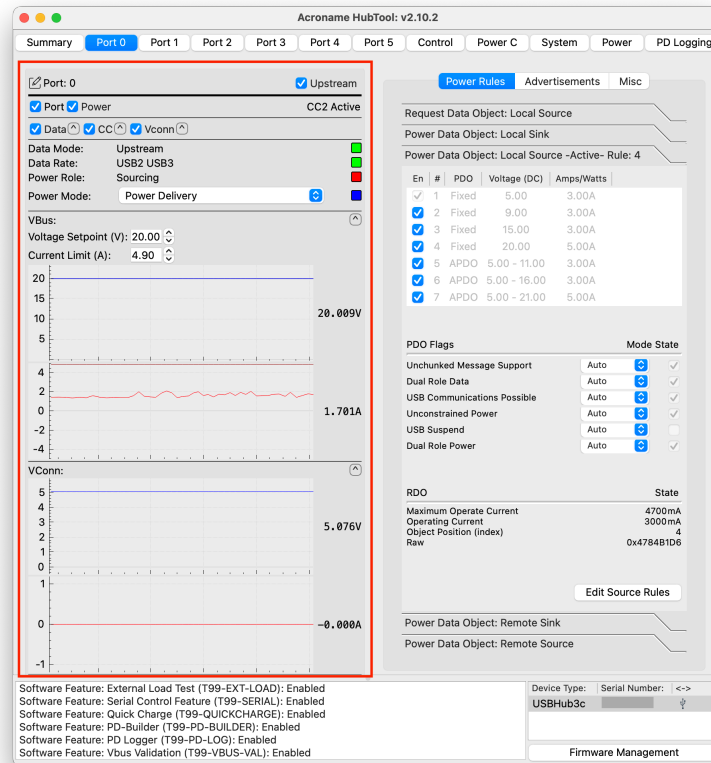 Acroname HubTool: v2.10.2
Summary Port 0 Port 1 Port 2 Port 3 Port 4 Port 5 Control Power C System Power PD Logging
Port: 0 Upstream
Port Power CC2 Active
Data CC Vconn
Data Mode: Upstream
Data Rate: USB2 USB3
Power Role: Sourcing
Power Mode: Power Delivery
VBus:
Voltage Setpoint (V): 20.00
Current Limit (A): 4.90
20
15
10
5
20.009V
4
2
0
-2
-4
1.701A
VConn:
5
4
3
2
1
0
5.076V
1
0
-1
-0.000A
Power Rules Advertisements Misc
Request Data Object: Local Source
Power Data Object: Local Sink
Power Data Object: Local Source -Active- Rule: 4
En # PDO Voltage (DC) Amps/Watts
1 Fixed 5.00 3.00A
2 Fixed 9.00 3.00A
3 Fixed 15.00 3.00A
4 Fixed 20.00 5.00A
5 APDO 5.00 - 11.00 3.00A
6 APDO 5.00 - 16.00 3.00A
7 APDO 5.00 - 21.00 5.00A
PDO Flags Mode State
Unchunked Message Support Auto
Dual Role Data Auto
USB Communications Possible Auto
Unconstrained Power Auto
USB Suspend Auto
Dual Role Power Auto
RDO State
Maximum Operate Current 4700mA
Operating Current 3000mA
Object Position (index) 4
Raw 0x4784B1D6
Edit Source Rules
Power Data Object: Remote Sink
Power Data Object: Remote Source
Software Feature: External Load Test (T99-EXT-LOAD): Enabled
Software Feature: Serial Control Feature (T99-SERIAL): Enabled
Software Feature: Quick Charge (T99-QUICKCHARGE): Enabled
Software Feature: PD-Builder (T99-PD-BUILDER): Enabled
Software Feature: PD Logger (T99-PD-LOG): Enabled
Software Feature: Vbus Validation (T99-VBUS-VAL): Enabled
Device Type: Serial Number: <->
USBHub3c
Firmware Management